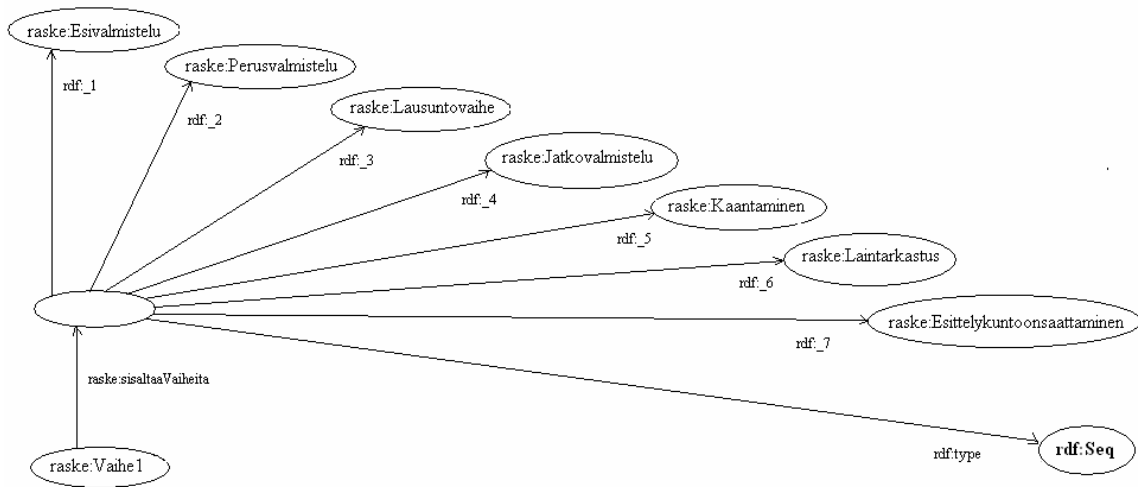 raske:Esivalmistelu
rdf:_1
raske:Perusvalmistelu
rdf:_2
raske:Lausuntovaihe
rdf:_3
raske:Jatkovalmistelu
rdf:_4
raske:Kaantaminen
rdf:_5
raske:Laintarkastus
rdf:_6
raske:Esittelykuntoonsaattaminen
rdf:_7
raske:sisaltaaVaiheita
raske:Vaihe1
rdf:type
rdf:Seq